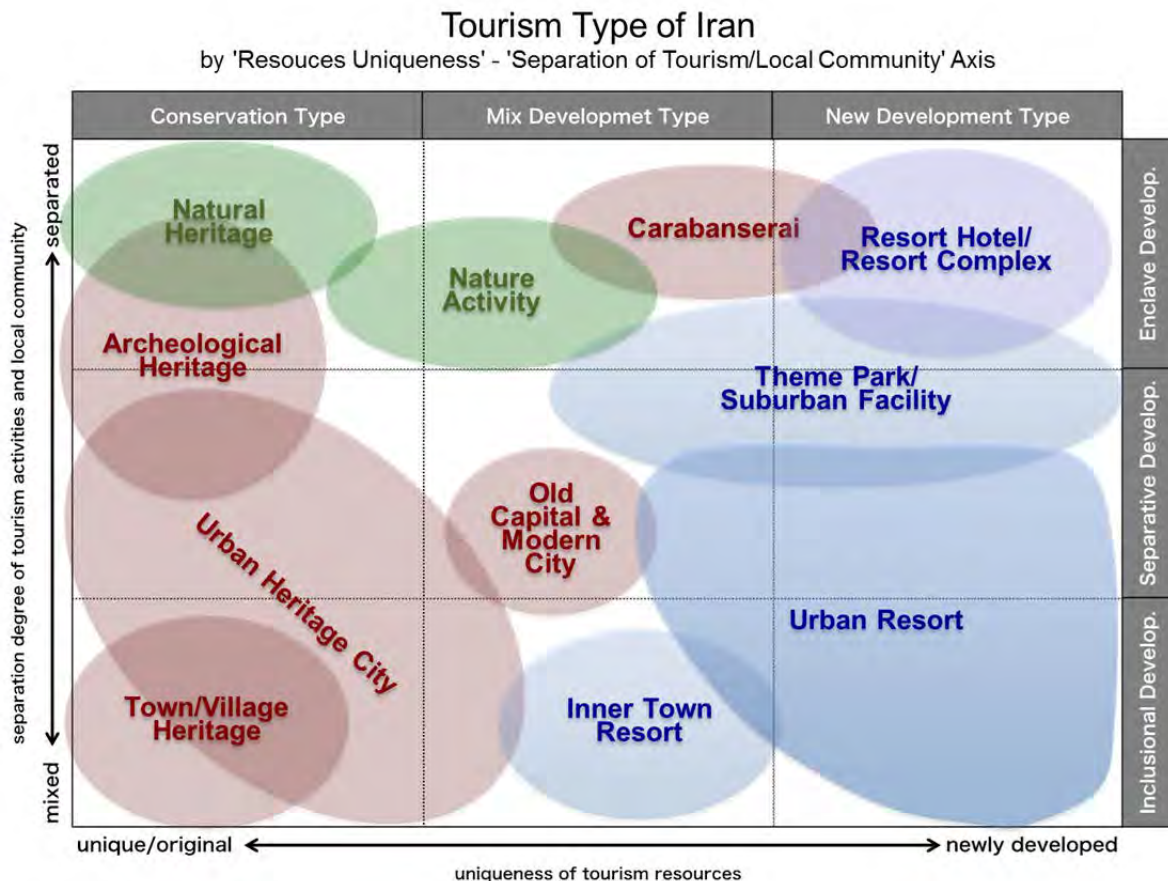 Tourism Type of Iran
by 'Resouces Uniqueness' - 'Separation of Tourism/Local Community' Axis
Conservation Type
Mix Developmet Type
New Development Type
separation degree of tourism activities and local community
separated
mixed
Natural
Heritage
Nature
Activity
Carabanserai
Resort Hotel/
Resort Complex
Archeological
Heritage
Theme Park/
Suburban Facility
Old
Capital &
Modern
City
Urban Heritage City
Urban Resort
Town/Village
Heritage
Inner Town
Resort
Enclave Develop.
Separative Develop.
Inclusional Develop.
unique/original
newly developed
uniqueness of tourism resources